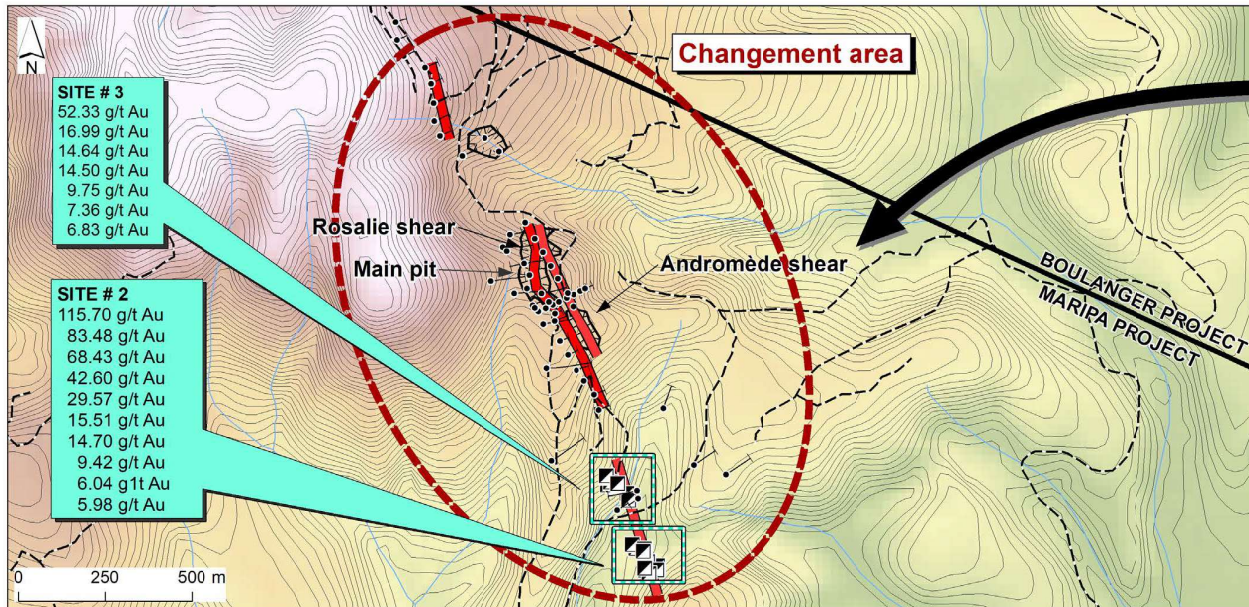 N
Changement area
SITE # 3
52.33 g/t Au
16.99 g/t Au
14.64 g/t Au
14.50 g/t Au
9.75 g/t Au
7.36 g/t Au
6.83 g/t Au
Rosalie shear
Main pit
Andromède shear
BOULANGER PROJECT
MARIPA PROJECT
SITE # 2
115.70 g/t Au
83.48 g/t Au
68.43 g/t Au
42.60 g/t Au
29.57 g/t Au
15.51 g/t Au
14.70 g/t Au
9.42 g/t Au
6.04 g1t Au
5.98 g/t Au
0 250 500 m